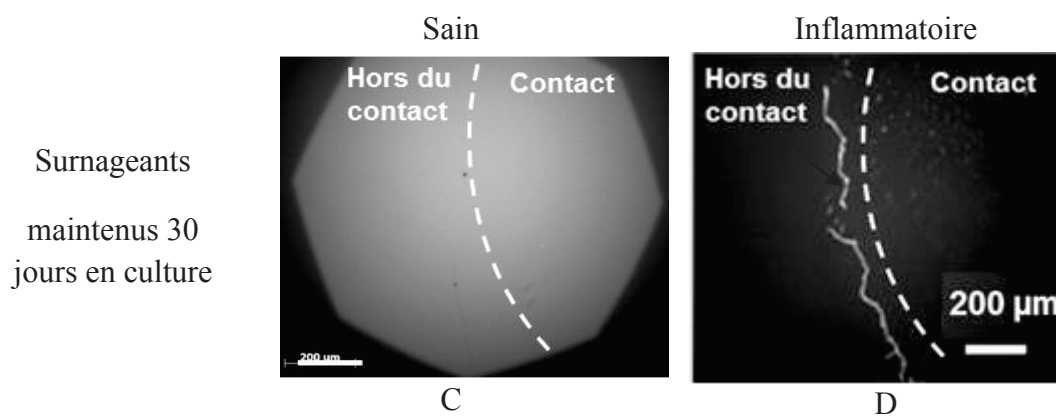 Sain
Inflammatoire
Hors du
contact
Contact
Hors du
contact
Contact
Surnageants
maintenus 30
jours en culture
200 µm
200 µm
C
D